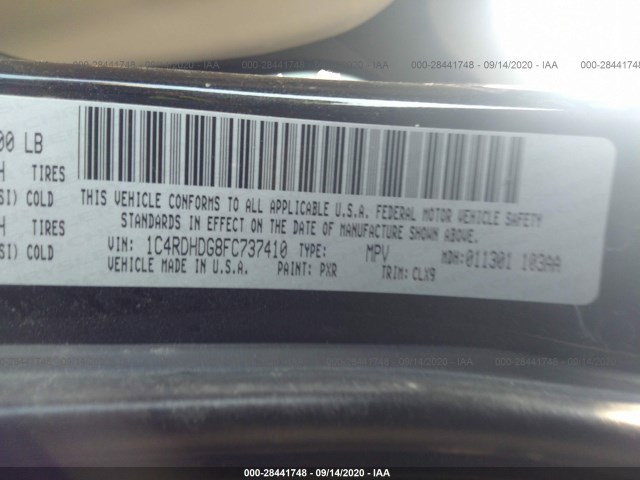 000-28441748 - 09/14/2020 - IAA
00 LB
TIRES
SI) COLD
TIRES
SI) COLD
THIS VEHICLE CONFORMS TO ALL APPLICABLE U.S.A. FEDERAL MOTOR VEHICLE SAFETY
STANDARDS IN EFFECT ON THE DATE OF MANUFACTURE SHOWN ABOVE.
VIN: 1C4RDHDG8FC737410 TYPE: MPV MDH:011301 103AA
VEHICLE MADE IN U.S.A. PAINT: PXR TRIM: CLX9
000-28441748 - 09/14/2020 - IAA
000-28441748 - 09/14/2020 - IAA